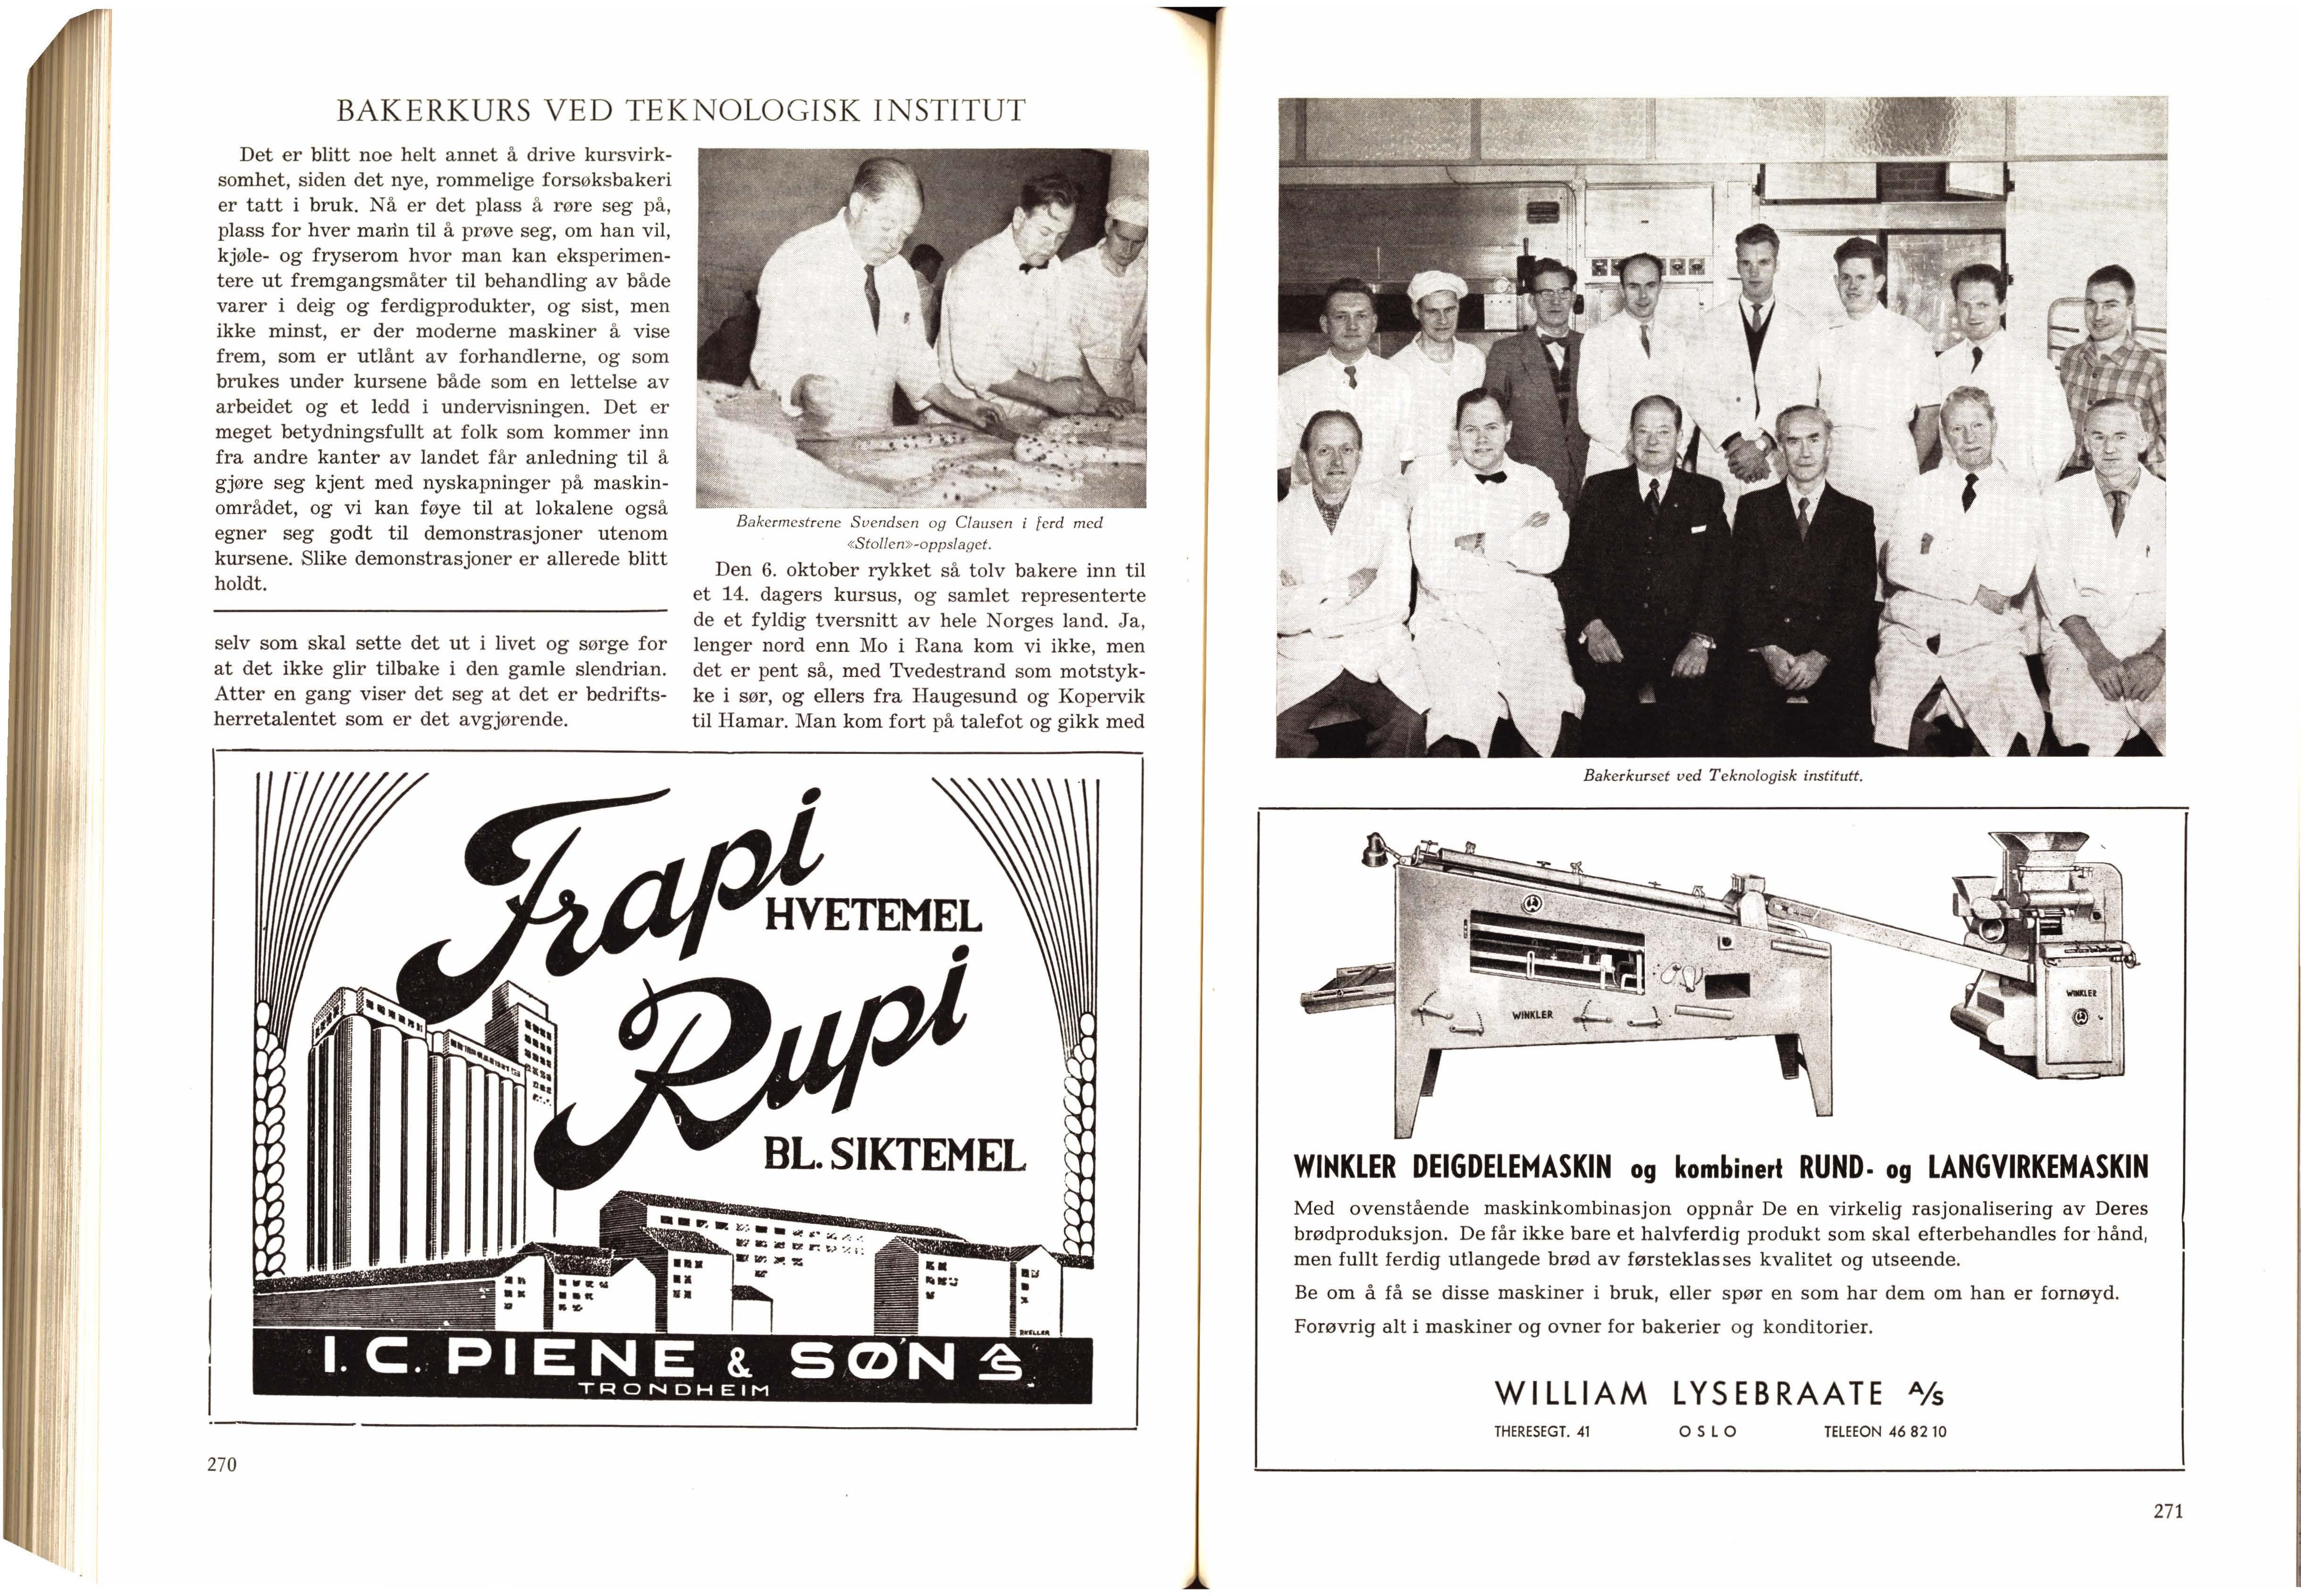 BAKERKURS VED TEKNOLOGISK INSTITUT
Det er blitt noe helt annet å drive kursvirk-
somhet, siden det nye, rommelige forsøksbakeri
er tatt i bruk. Nå er det plass å røre seg på,
plass for hver mann til å prøve seg, om han vil,
kjøle- og fryserom hvor man kan eksperimen-
tere ut fremgangsmåter til behandling av både
varer i deig og ferdigprodukter, og sist, men
ikke minst, er der moderne maskiner å vise
frem, som er utlånt av forhandlerne, og som
brukes under kursene både som en lettelse av
arbeidet og et ledd i undervisningen. Det er
meget betydningsfullt at folk som kommer inn
fra andre kanter av landet får anledning til å
gjøre seg kjent med nyskapninger på maskin-
området, og vi kan føye til at lokalene også
egner seg godt til demonstrasjoner utenom
kursene. Slike demonstrasjoner er allerede blitt
holdt.
selv som skal sette det ut i livet og sørge for
at det ikke glir tilbake i den gamle slendrian.
Atter en gang viser det seg at det er bedrifts-
herretalentet som er det avgjørende.
Bakermestrene Svendsen og Clausen i ferd med
«Stollen»-oppslaget.
Den 6. oktober rykket så tolv bakere inn til
et 14. dagers kursus, og samlet representerte
de et fyldig tversnitt av hele Norges land. Ja,
lenger nord enn Mo i Rana kom vi ikke, men
det er pent så, med Tvedestrand som motstyk-
ke i sør, og ellers fra Haugesund og Kopervik
til Hamar. Man kom fort på talefot og gikk med
Frapi
HVETEMEL
Rupi
BL. SIKTEMEL
RKELLER
I. C. PIENE & SØN A/S
TRONDHEIM
270
Bakerkurset ved Teknologisk institutt.
WINKLER
WINKLER
WINKLER DEIGDELEMASKIN og kombinert RUND- og LANGVIRKEMASKIN
Med ovenstående maskinkombinasjon oppnår De en virkelig rasjonalisering av Deres
brødproduksjon. De får ikke bare et halvferdig produkt som skal efterbehandles for hånd,
men fullt ferdig utlangede brød av førsteklasses kvalitet og utseende.
Be om å få se disse maskiner i bruk, eller spør en som har dem om han er fornøyd.
Forøvrig alt i maskiner og ovner for bakerier og konditorier.
WILLIAM LYSEBRAATE A/S
THERESEGT. 41 OSLO TELEEON 46 82 10
271